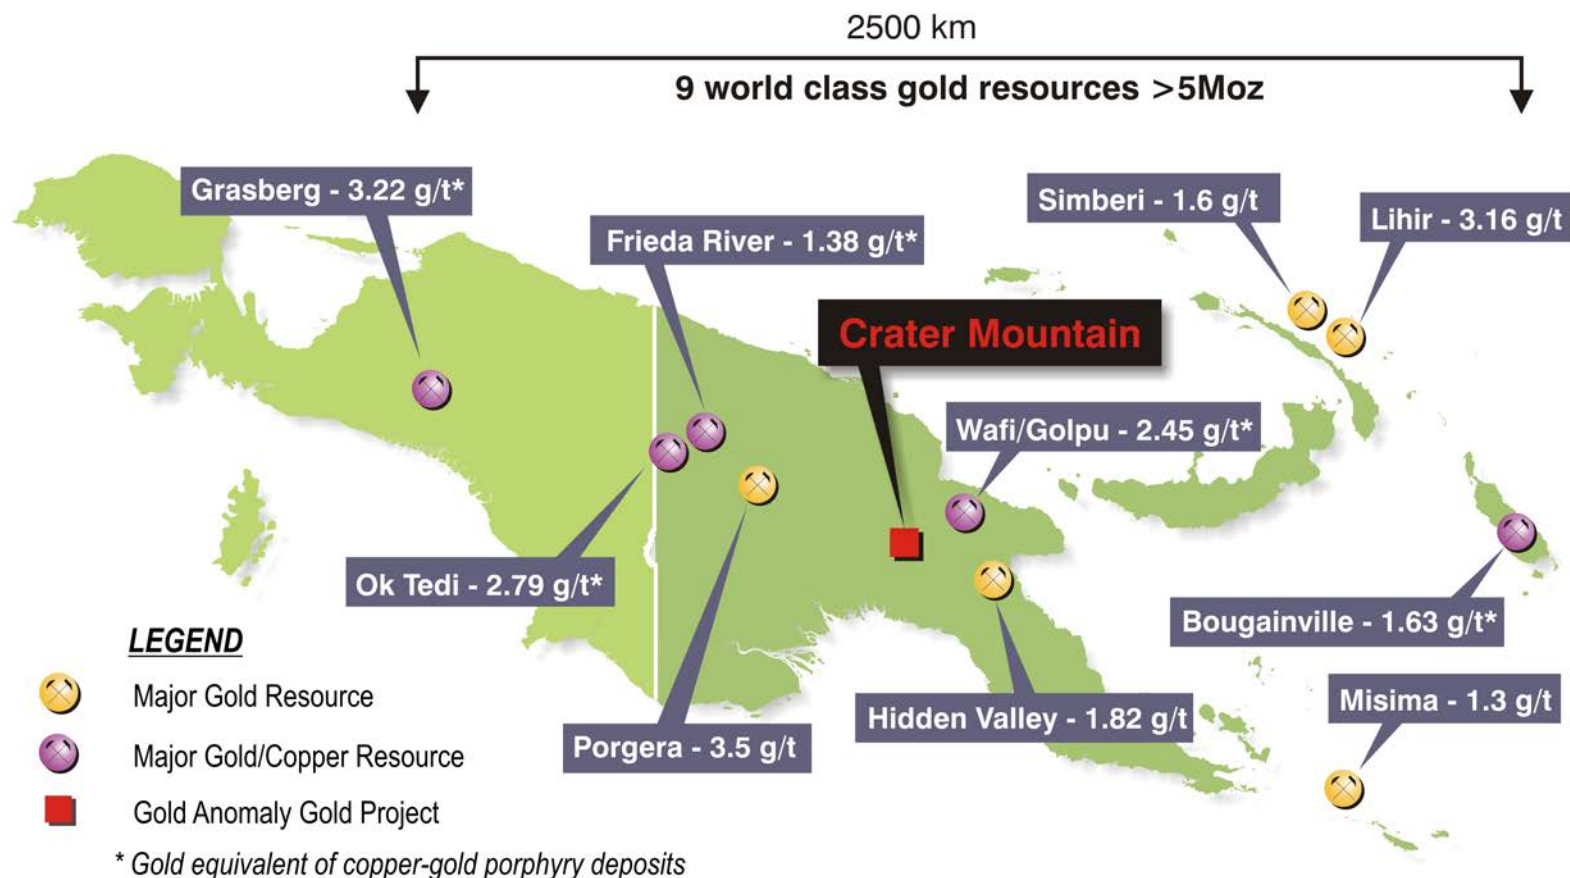 2500 km
9 world class gold resources >5Moz
Grasberg - 3.22 g/t*
Simberi - 1.6 g/t
Lihir - 3.16 g/t
Frieda River - 1.38 g/t*
Crater Mountain
Wafi/Golpu - 2.45 g/t*
Ok Tedi - 2.79 g/t*
Bougainville - 1.63 g/t*
Hidden Valley - 1.82 g/t
Misima - 1.3 g/t
Porgera - 3.5 g/t
LEGEND
Major Gold Resource
Major Gold/Copper Resource
Gold Anomaly Gold Project
* Gold equivalent of copper-gold porphyry deposits